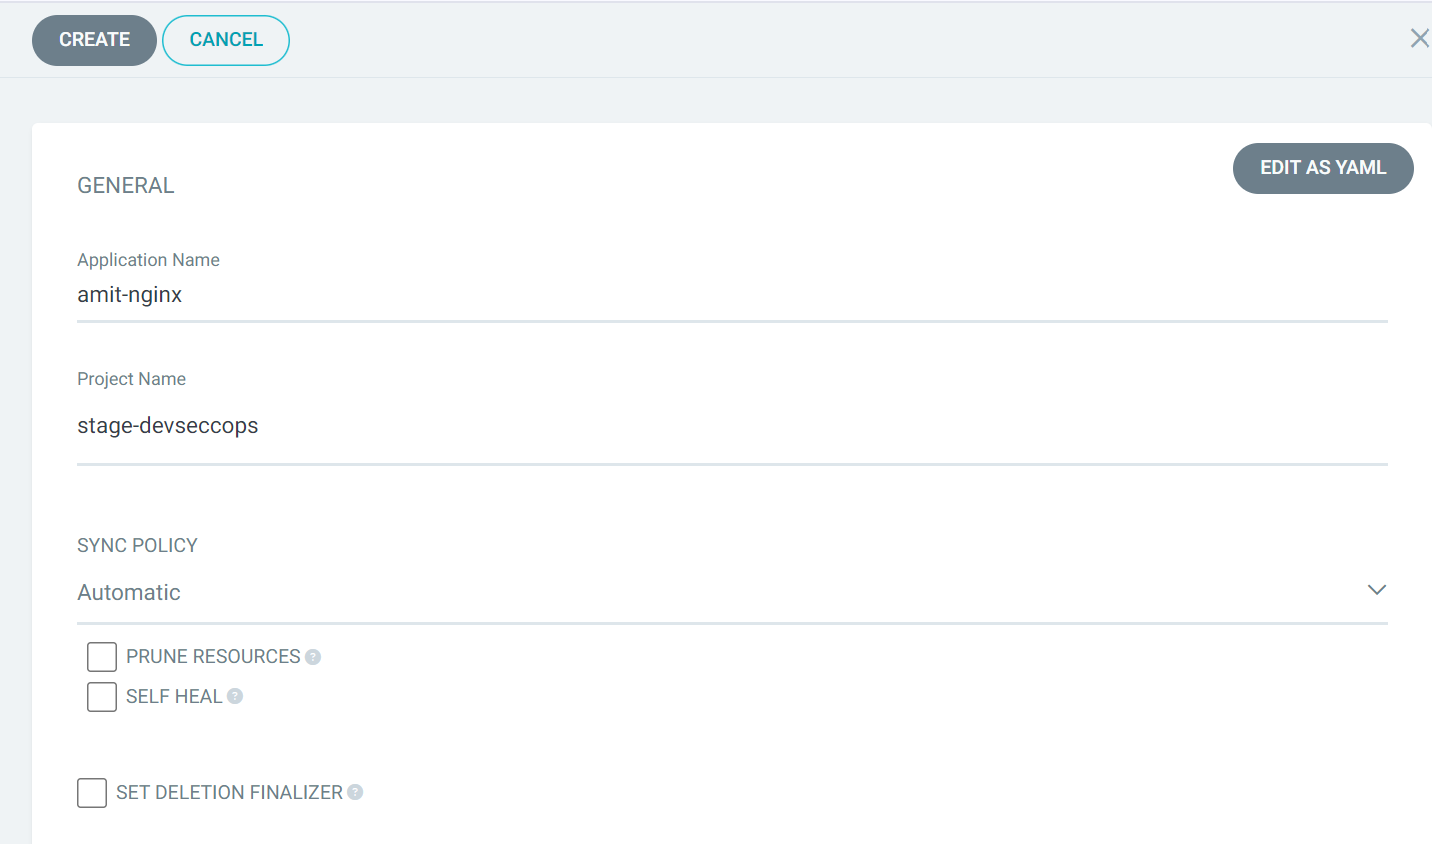 CREATE CANCEL
EDIT AS YAML
GENERAL
Application Name
amit-nginx
Project Name
stage-devseccops
SYNC POLICY
Automatic
PRUNE RESOURCES ?
SELF HEAL ?
SET DELETION FINALIZER ?